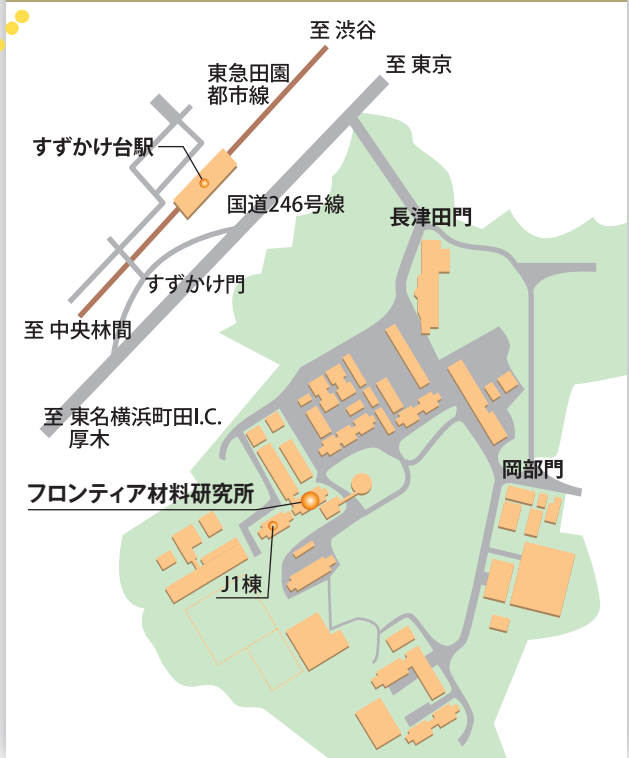 至 渋谷
至 東京
東急田園
都市線
すずかけ台駅
国道246号線
長津田門
すずかけ門
至 中央林間
至 東名横浜町田I.C.
厚木
岡部門
フロンティア材料研究所
J1棟